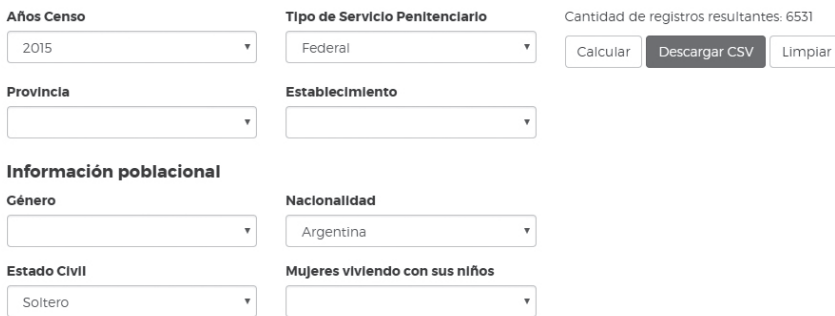 Años Censo
Tipo de Servicio Penitenciario
Cantidad de registros resultantes: 6531
2015
Federal
Calcular
Descargar CSV
Limpiar
Provincia
Establecimiento
Información poblacional
Género
Nacionalidad
Argentina
Estado Civil
Mujeres viviendo con sus niños
Soltero